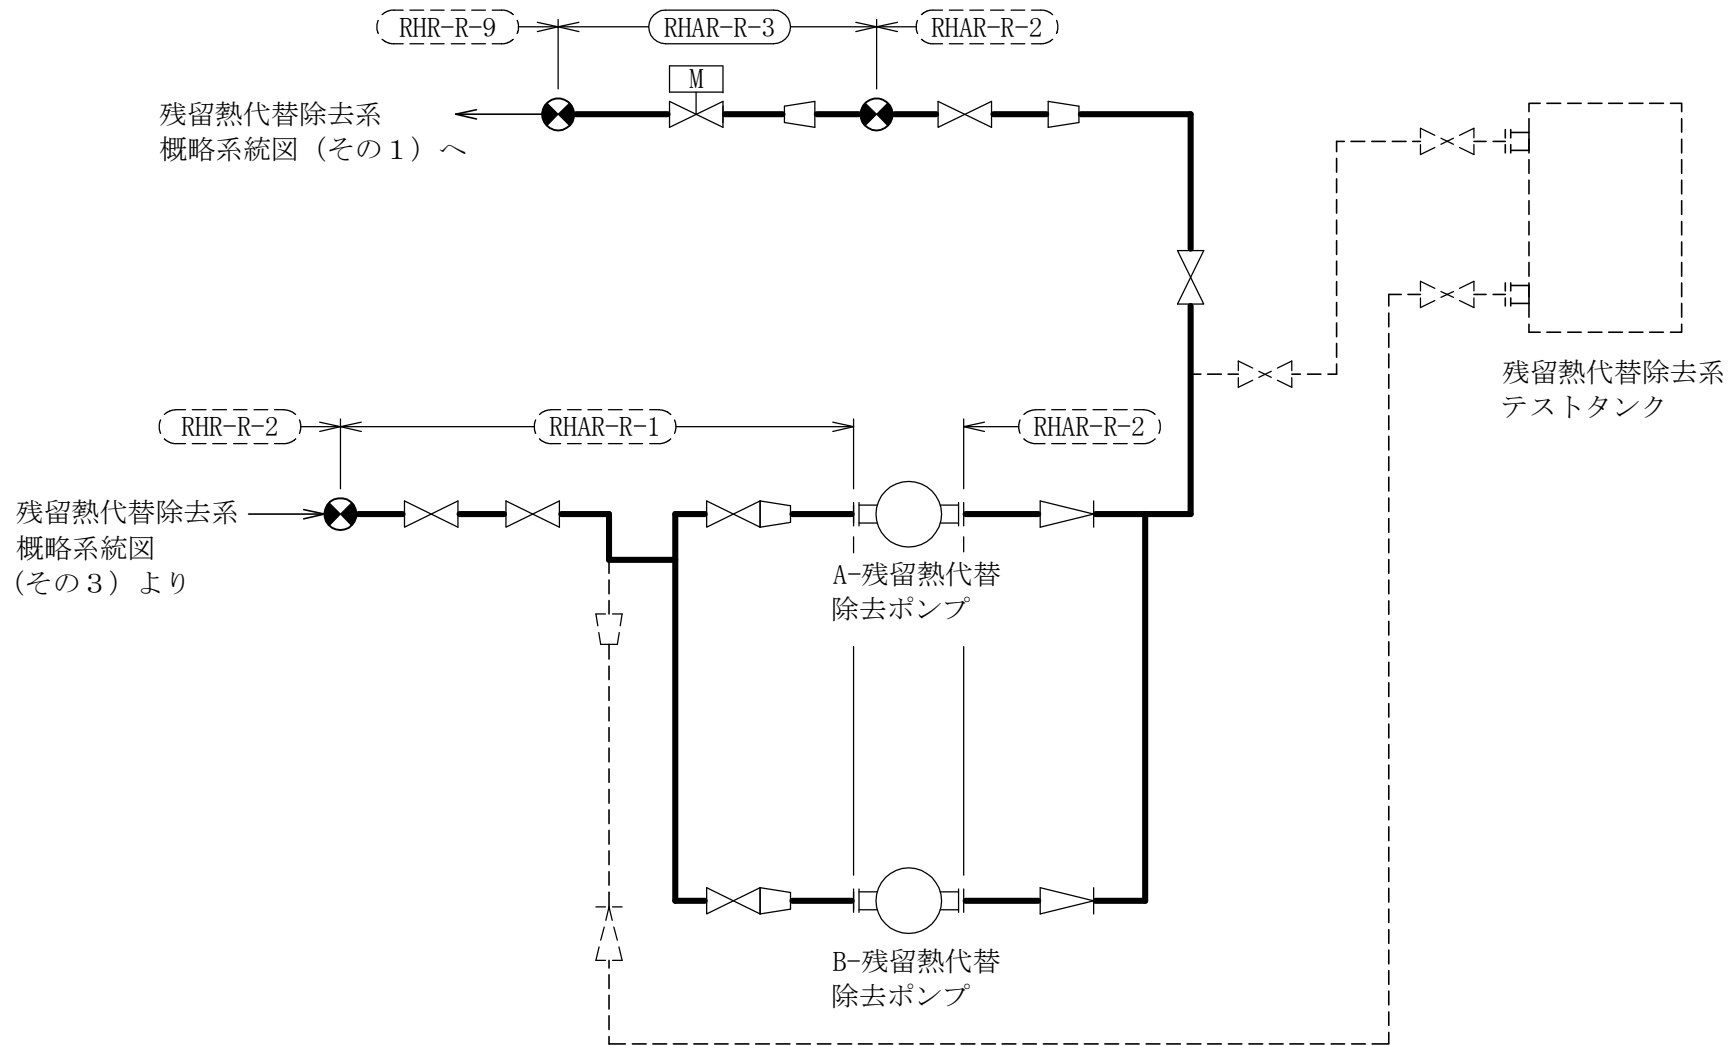 RHR-R-9
RHAR-R-3
RHAR-R-2
M
残留熱代替除去系
概略系統図（その１）へ
残留熱代替除去系
テストタンク
RHR-R-2
RHAR-R-1
RHAR-R-2
残留熱代替除去系
概略系統図
(その３）より
A-残留熱代替
除去ポンプ
B-残留熱代替
除去ポンプ